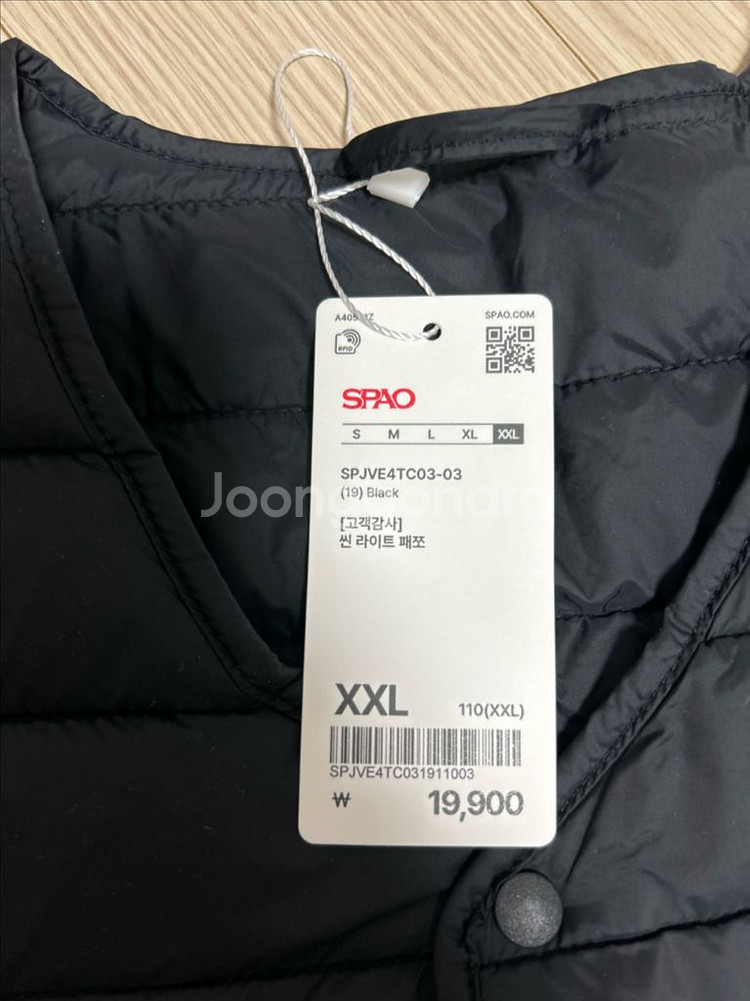 SPAO.COM
RFID
SPAO
S M L XL XXL
SPJVE4TC03-03
(19) Black
[고객감사]
씬 라이트 패쪼
XXL 110(XXL)
SPJVE4TC031911003
₩ 19,900